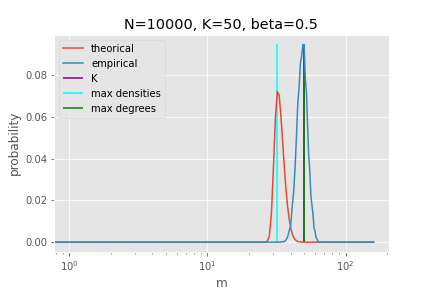 N=10000, K=50, beta=0.5
theorical
empirical
K
max densities
max degrees
probability
0.08
0.06
0.04
0.02
0.00
10^0
10^1
10^2
m